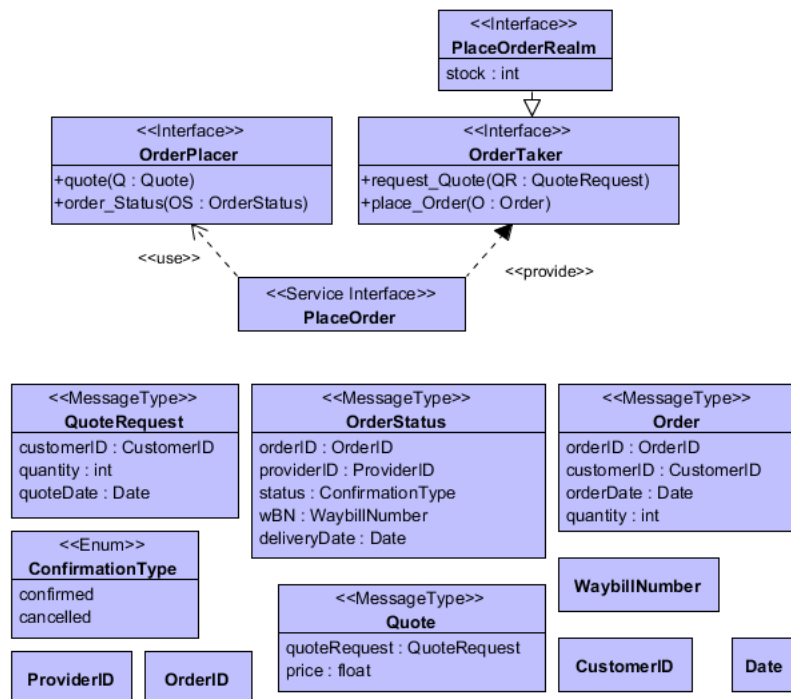 <<Interface>>
PlaceOrderRealm
stock : int
<<Interface>>
OrderPlacer
+quote(Q : Quote)
+order_Status(OS : OrderStatus)
<<Interface>>
OrderTaker
+request_Quote(QR : QuoteRequest)
+place_Order(O : Order)
<<use>>
<<provide>>
<<Service Interface>>
PlaceOrder
<<MessageType>>
QuoteRequest
customerID : CustomerID
quantity : int
quoteDate : Date
<<MessageType>>
OrderStatus
orderID : OrderID
providerID : ProviderID
status : ConfirmationType
wBN : WaybillNumber
deliveryDate : Date
<<MessageType>>
Order
orderID : OrderID
customerID : CustomerID
orderDate : Date
quantity : int
<<Enum>>
ConfirmationType
confirmed
cancelled
WaybillNumber
<<MessageType>>
Quote
quoteRequest : QuoteRequest
price : float
ProviderID
OrderID
CustomerID
Date